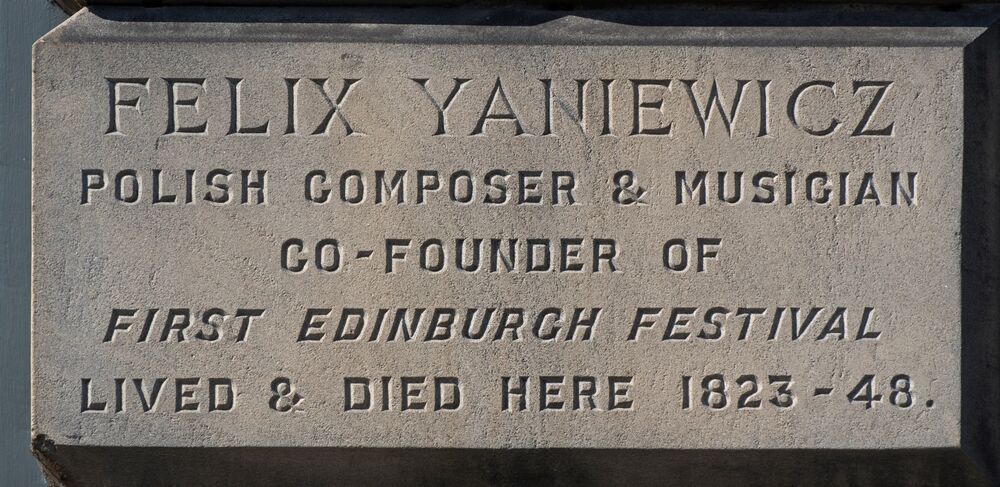 FELIX YANIEWICZ
POLISH COMPOSER & MUSICIAN
CO-FOUNDER OF
FIRST EDINBURGH FESTIVAL
LIVED & DIED HERE 1823-48.